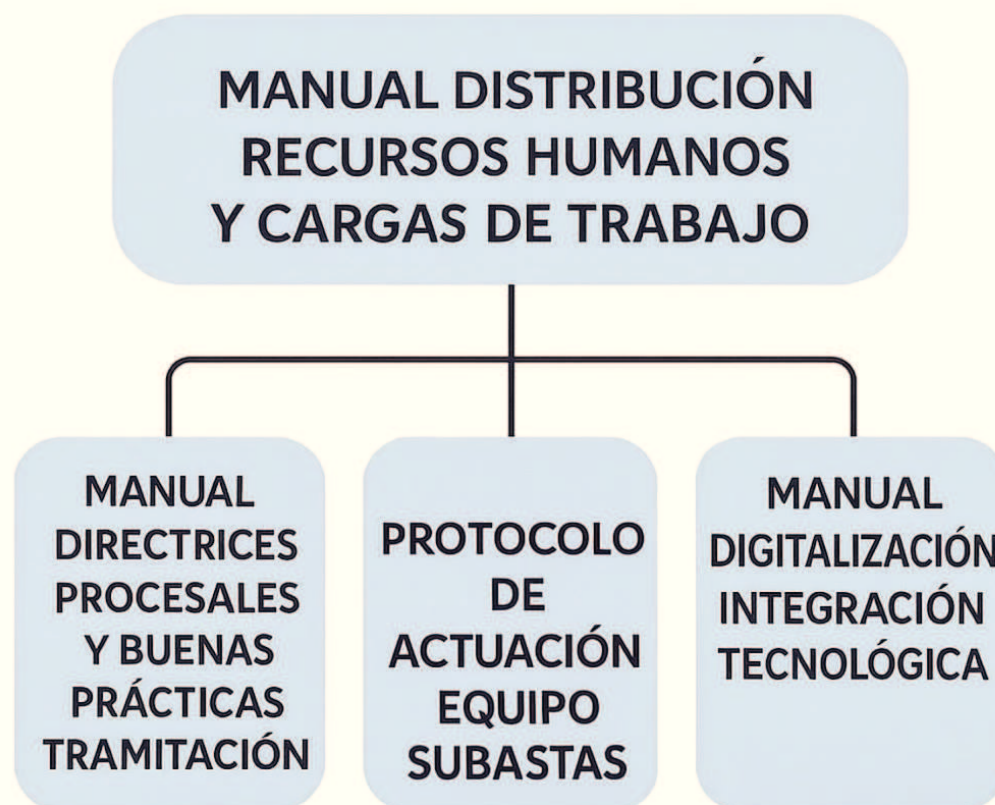 MANUAL DISTRIBUCIÓN
RECURSOS HUMANOS
Y CARGAS DE TRABAJO
MANUAL
DIRECTRICES
PROCESALES
Y BUENAS
PRÁCTICAS
TRAMITACIÓN
PROTOCOLO
DE
ACTUACIÓN
EQUIPO
SUBASTAS
MANUAL
DIGITALIZACIÓN
INTEGRACIÓN
TECNOLÓGICA